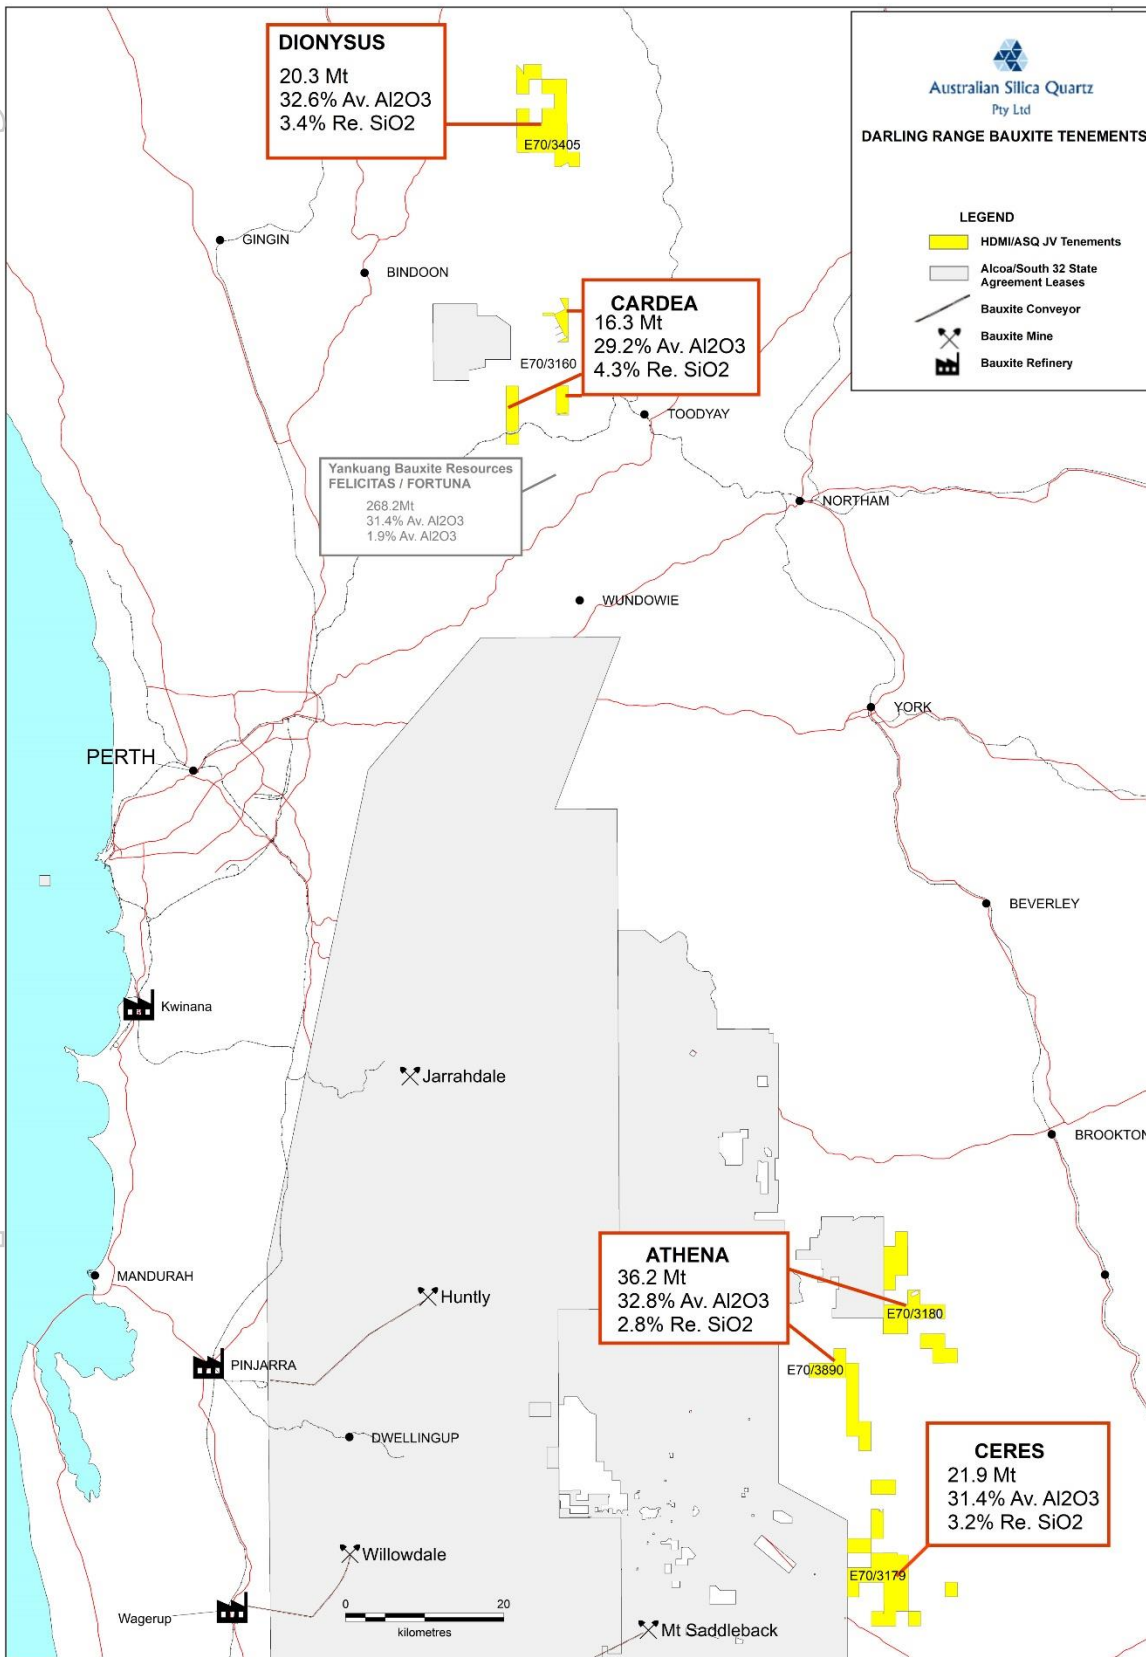 DIONYSUS
20.3 Mt
32.6% Av. Al2O3
3.4% Re. SiO2
E70/3405
Australian Silica Quartz
Pty Ltd
DARLING RANGE BAUXITE TENEMENTS
LEGEND
HDMI/ASQ JV Tenements
Alcoa/South 32 State
Agreement Leases
Bauxite Conveyor
Bauxite Mine
Bauxite Refinery
GINGIN
BINDOON
CARDEA
16.3 Mt
29.2% Av. Al2O3
4.3% Re. SiO2
E70/3160
TOODYAY
Yankuang Bauxite Resources
FELICITAS / FORTUNA
268.2Mt
31.4% Av. Al2O3
1.9% Av. Al2O3
NORTHAM
WUNDOWIE
YORK
PERTH
BEVERLEY
Kwinana
Jarrahdale
BROOKTON
ATHENA
36.2 Mt
32.8% Av. Al2O3
2.8% Re. SiO2
MANDURAH
Huntly
E70/3180
PINJARRA
E70/3890
DWELLINGUP
CERES
21.9 Mt
31.4% Av. Al2O3
3.2% Re. SiO2
Willowdale
E70/3179
Wagerup
0 20
kilometres
Mt Saddleback